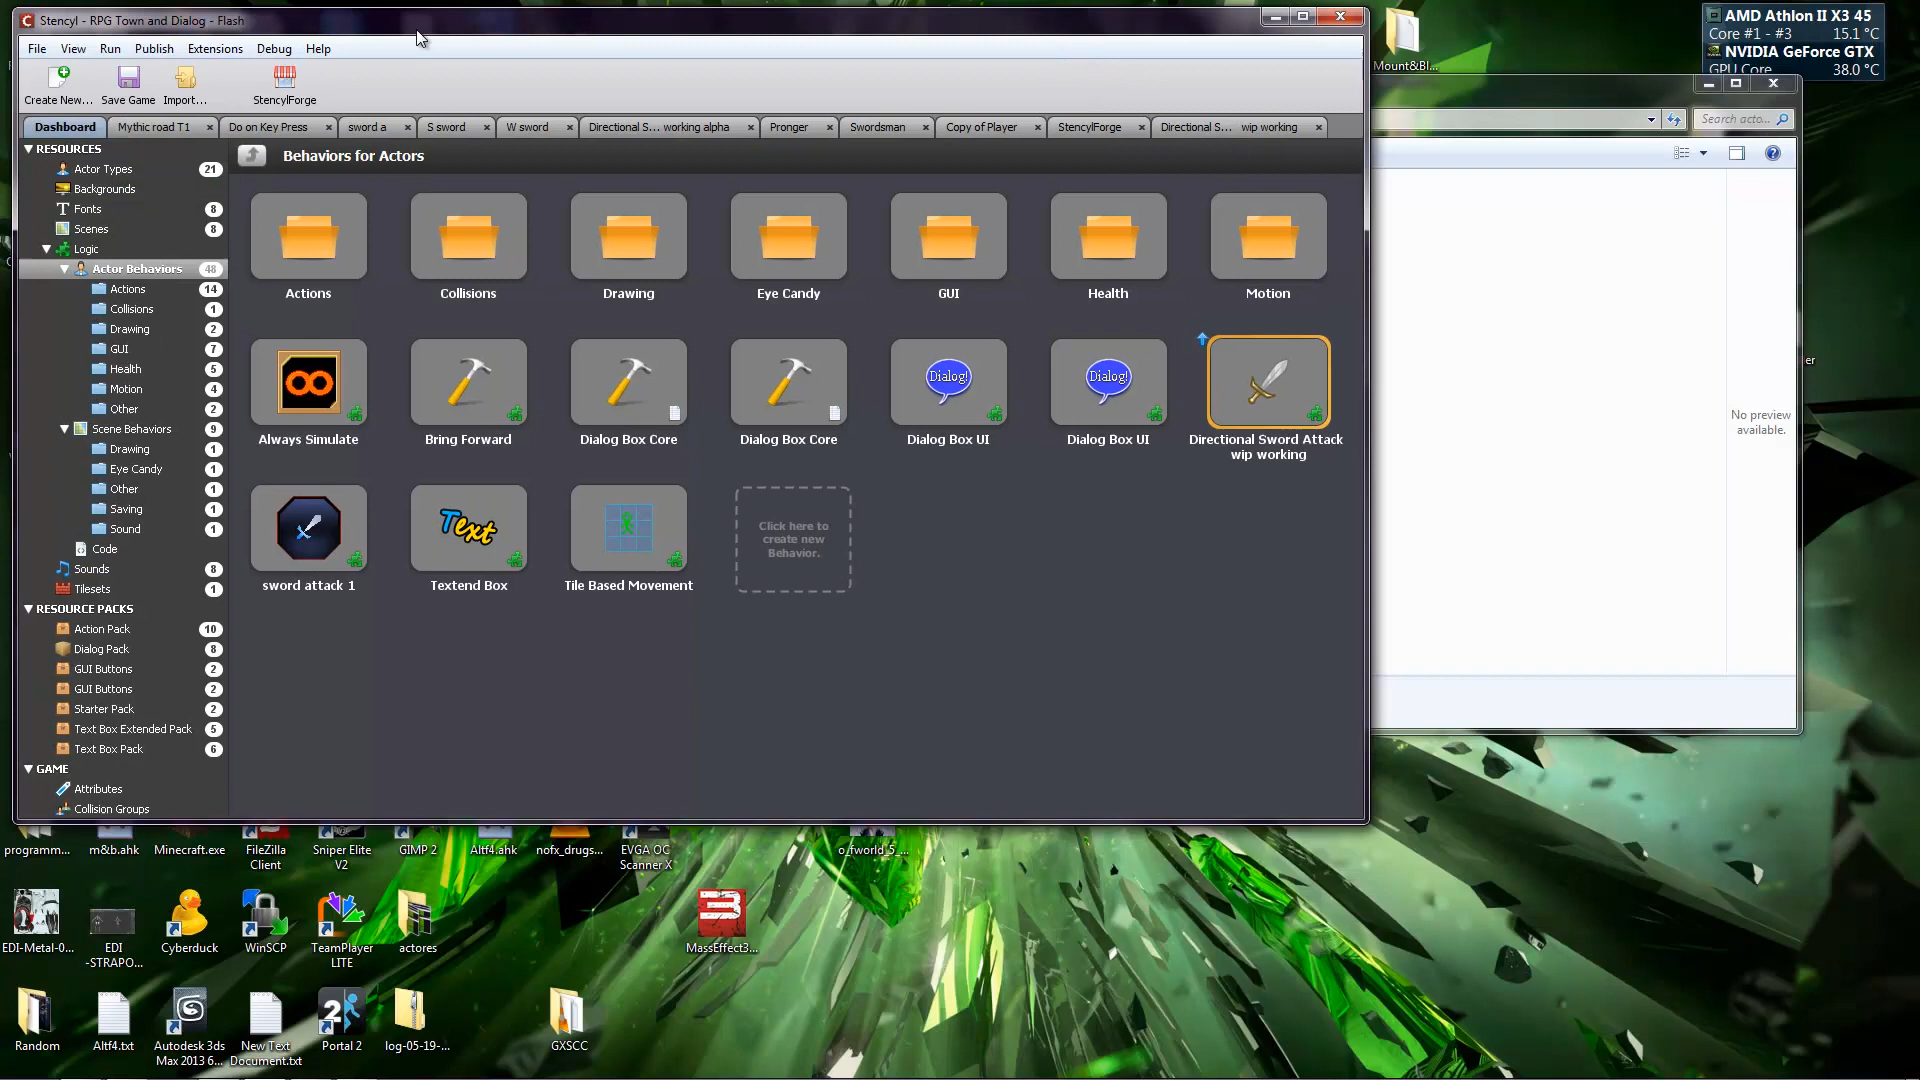 Stencyl - RPG Town and Dialog - Flash
File View Run Publish Extensions Debug Help
Create New... Save Game Import... StencylForge
Dashboard Mythic road T1 Do on Key Press sword a S sword W sword Directional S... working alpha Pronger Swordsman Copy of Player StencylForge Directional S... wip working
RESOURCES
Actor Types 21
Backgrounds
Fonts 8
Scenes 8
Logic
Actor Behaviors 48
Actions 14
Collisions 1
Drawing 2
GUI 7
Health 5
Motion 4
Other 2
Scene Behaviors 9
Drawing 1
Eye Candy 1
Other 1
Saving 1
Sound 1
Code
Sounds 8
Tilesets 1
RESOURCE PACKS
Action Pack 10
Dialog Pack 8
GUI Buttons 2
GUI Buttons 2
Starter Pack 2
Text Box Extended Pack 5
Text Box Pack 6
GAME
Attributes
Collision Groups
Behaviors for Actors
Actions Collisions Drawing Eye Candy GUI Health Motion
Dialog! Dialog!
Always Simulate Bring Forward Dialog Box Core Dialog Box Core Dialog Box UI Dialog Box UI Directional Sword Attack
wip working
Text
Click here to
create new
Behavior.
sword attack 1 Textend Box Tile Based Movement
Mount&Bl...
AMD Athlon II X3 45
Core #1 - #3 15.1 °C
NVIDIA GeForce GTX
GPU Core 38.0 °C
Search acto...
No preview
available.
programm... m&b.ahk Minecraft.exe FileZilla
Client Sniper Elite
V2 GIMP 2 Altf4.ahk nofx_drugs... EVGA OC
Scanner X o_fworld_5_...
EDI-Metal-0... EDI
-STRAPO... Cyberduck WinSCP TeamPlayer
LITE actores 3 MassEffect3...
Random Altf4.txt Autodesk 3ds
Max 2013 6... New Text
Document.txt 2 Portal 2 log-05-19-... GXSCC